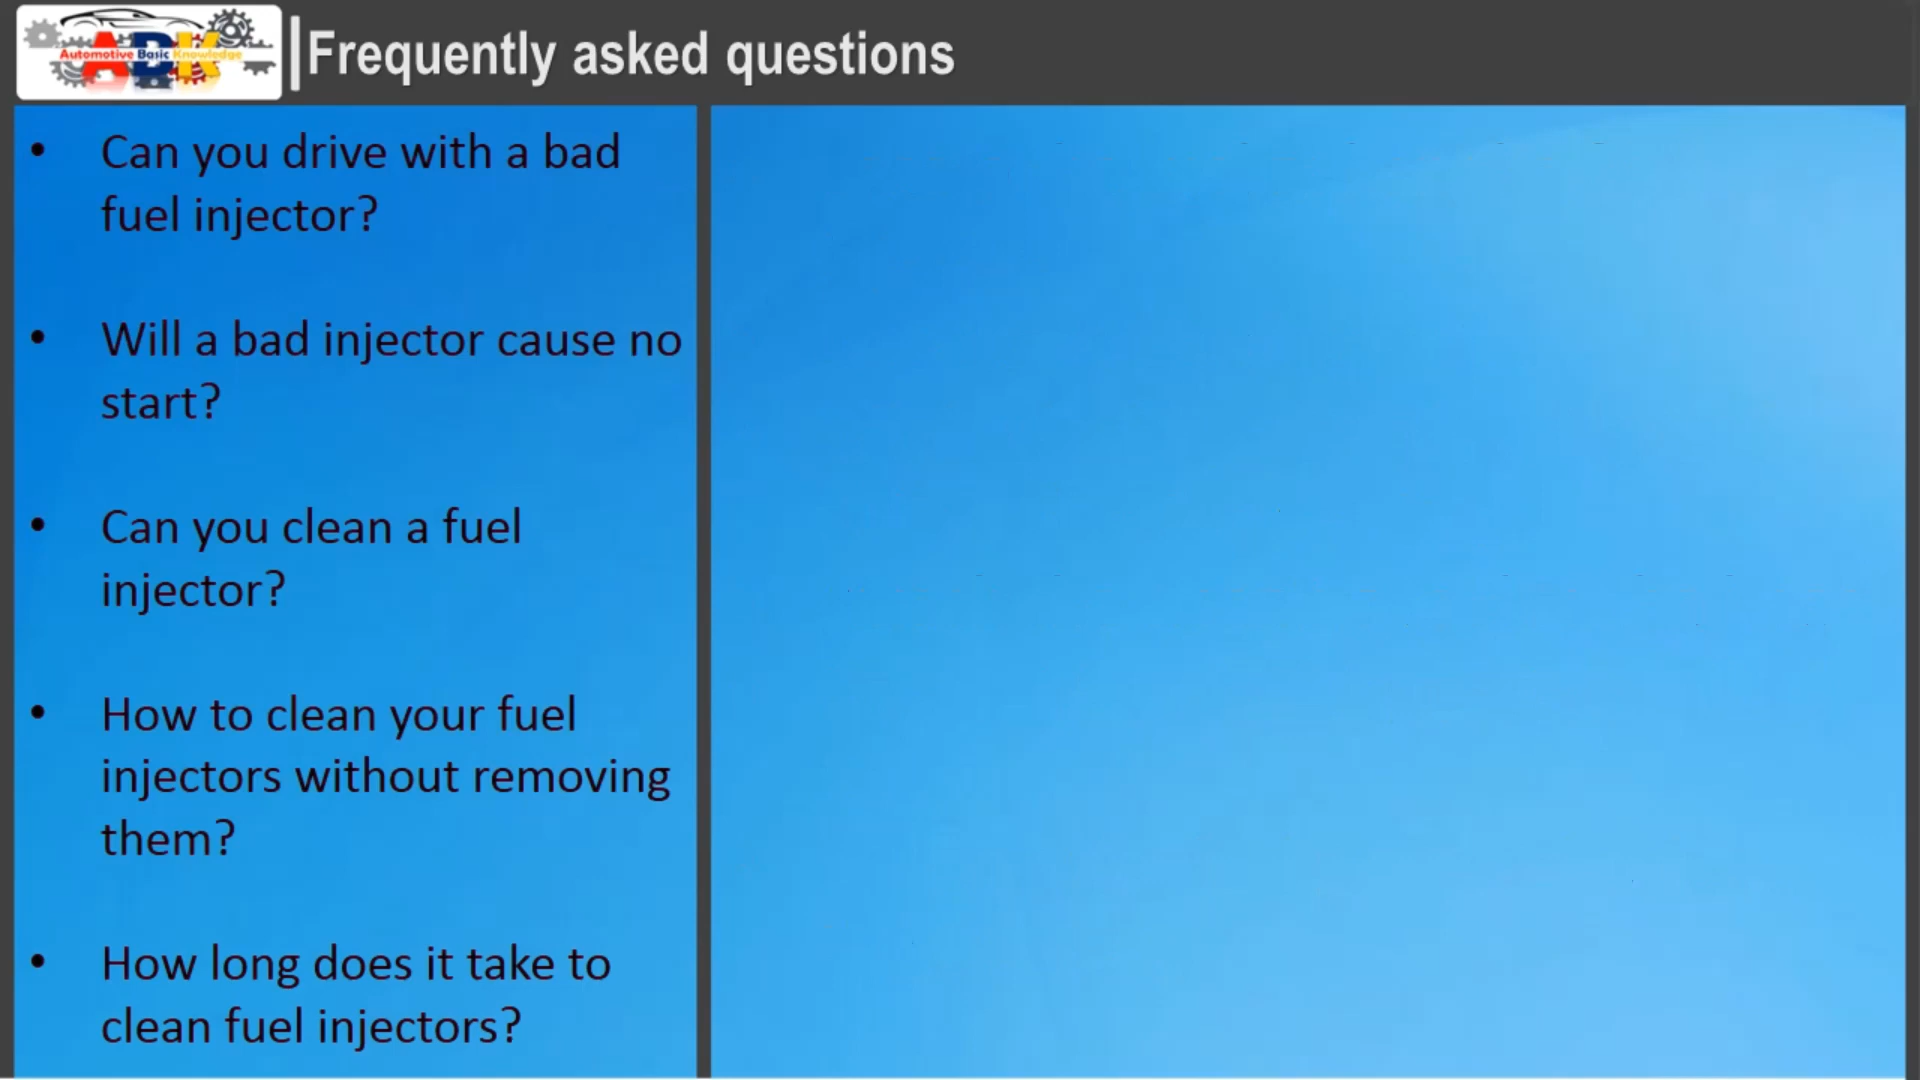 ABK
Automotive Basic Knowledge
Frequently asked questions
• Can you drive with a bad
fuel injector?
• Will a bad injector cause no
start?
• Can you clean a fuel
injector?
• How to clean your fuel
injectors without removing
them?
• How long does it take to
clean fuel injectors?